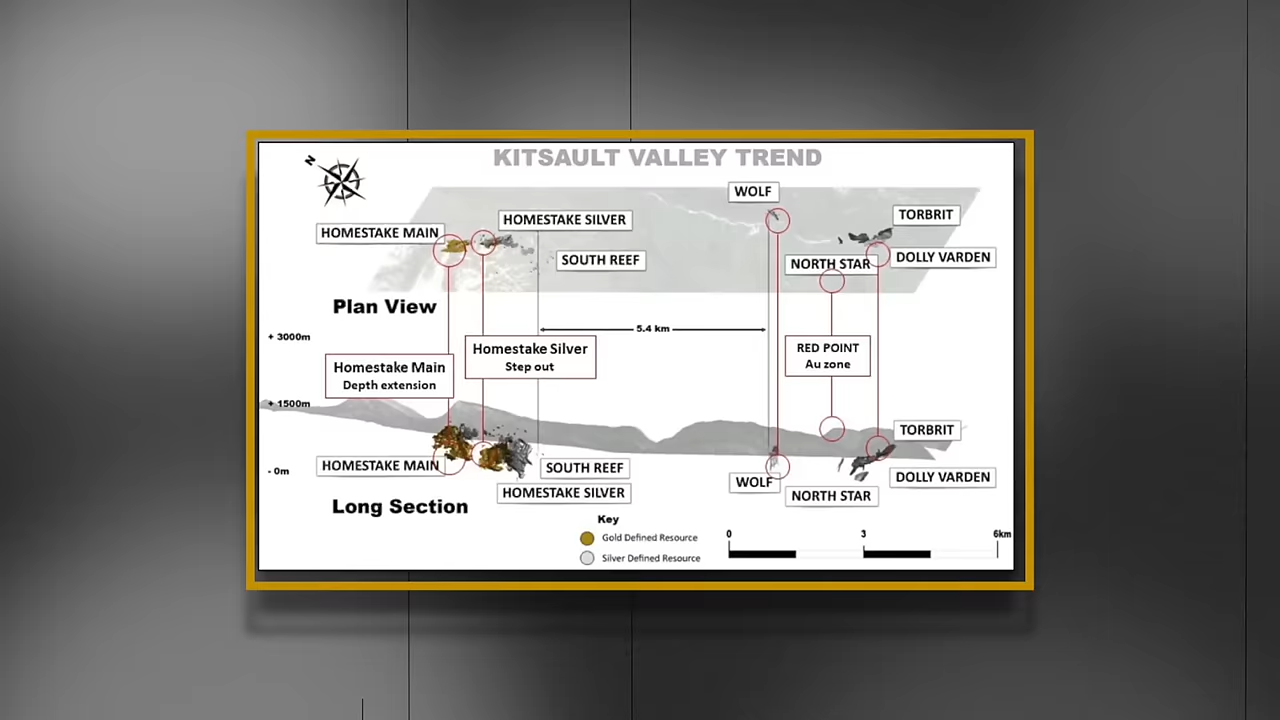 KITSAULT VALLEY TREND
N
WOLF
HOMESTAKE SILVER
TORBRIT
HOMESTAKE MAIN
SOUTH REEF
NORTH STAR
DOLLY VARDEN
Plan View
5.4 km
+ 3000m
Homestake Silver
Step out
RED POINT
Au zone
Homestake Main
Depth extension
+ 1500m
TORBRIT
HOMESTAKE MAIN
SOUTH REEF
- 0m
DOLLY VARDEN
WOLF
HOMESTAKE SILVER
NORTH STAR
Long Section
Key
Gold Defined Resource
Silver Defined Resource
0
3
6km